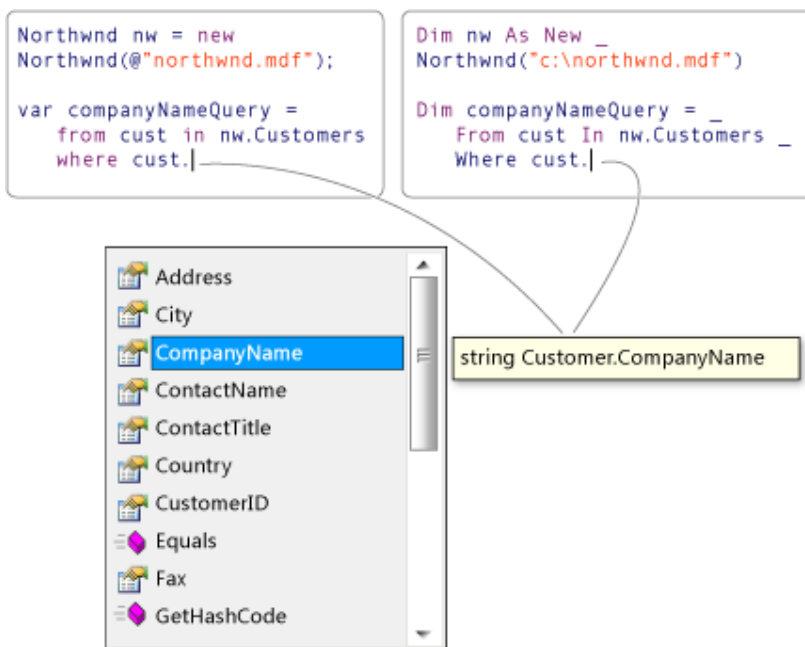 Northwnd nw = new
Northwnd(@"northwnd.mdf");
var companyNameQuery =
from cust in nw.Customers
where cust.
Dim nw As New _
Northwnd("c:\northwnd.mdf")
Dim companyNameQuery = _
From cust In nw.Customers _
Where cust.
Address
City
CompanyName
ContactName
ContactTitle
Country
CustomerID
Equals
Fax
GetHashCode
string Customer.CompanyName